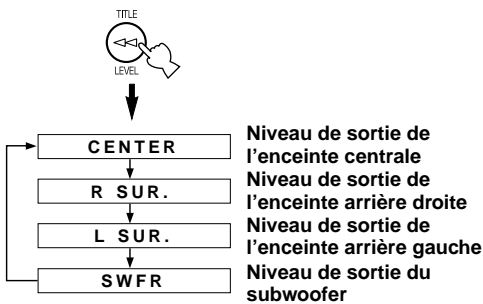 TITLE
LEVEL
CENTER
Niveau de sortie de
l'enceinte centrale
R SUR.
Niveau de sortie de
l'enceinte arrière droite
L SUR.
Niveau de sortie de
l'enceinte arrière gauche
SWFR
Niveau de sortie du
subwoofer